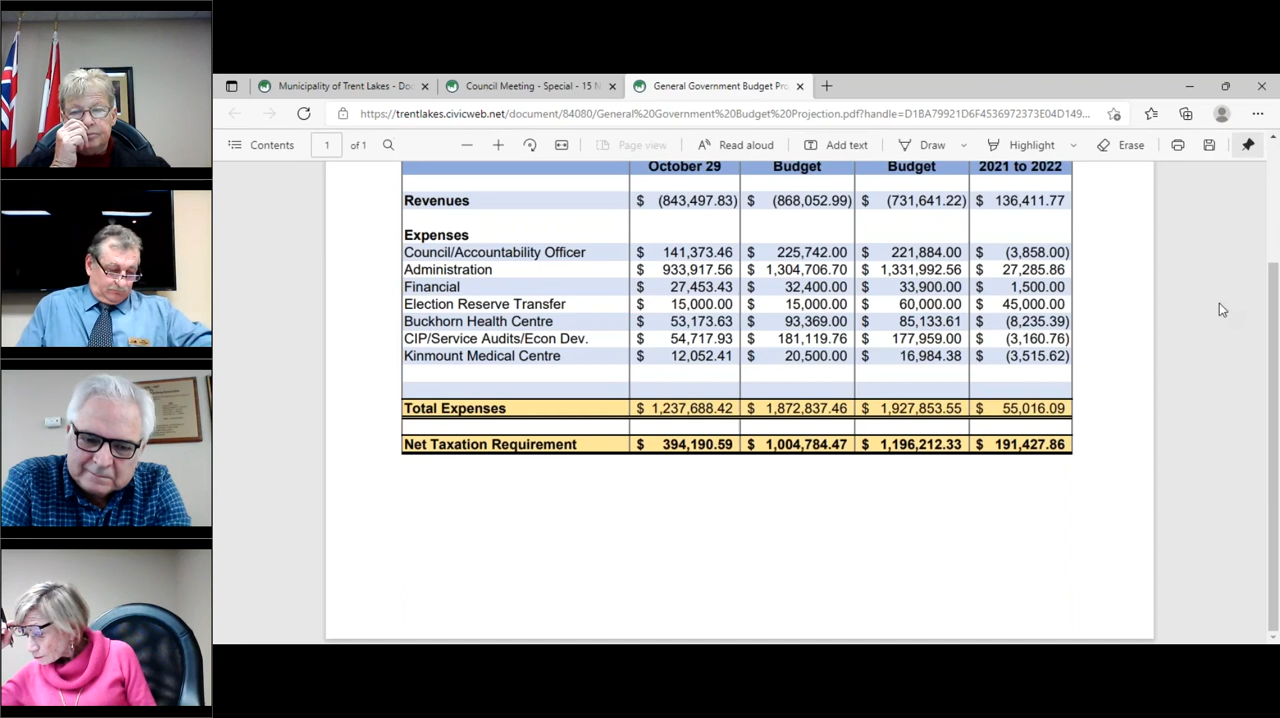 Municipality of Trent Lakes - Doc
Council Meeting - Special - 15 N
General Government Budget Pro
https://trentlakes.civicweb.net/document/84080/General%20Government%20Budget%20Projection.pdf?handle=D1BA79921D6F4536972373E04D149...
Contents 1 of 1 Page view Read aloud Add text Draw Highlight Erase
October 29 Budget Budget 2021 to 2022
Revenues $ (843,497.83) $ (868,052.99) $ (731,641.22) $ 136,411.77
Expenses
Council/Accountability Officer $ 141,373.46 $ 225,742.00 $ 221,884.00 $ (3,858.00)
Administration $ 933,917.56 $ 1,304,706.70 $ 1,331,992.56 $ 27,285.86
Financial $ 27,453.43 $ 32,400.00 $ 33,900.00 $ 1,500.00
Election Reserve Transfer $ 15,000.00 $ 15,000.00 $ 60,000.00 $ 45,000.00
Buckhorn Health Centre $ 53,173.63 $ 93,369.00 $ 85,133.61 $ (8,235.39)
CIP/Service Audits/Econ Dev. $ 54,717.93 $ 181,119.76 $ 177,959.00 $ (3,160.76)
Kinmount Medical Centre $ 12,052.41 $ 20,500.00 $ 16,984.38 $ (3,515.62)
Total Expenses $ 1,237,688.42 $ 1,872,837.46 $ 1,927,853.55 $ 55,016.09
Net Taxation Requirement $ 394,190.59 $ 1,004,784.47 $ 1,196,212.33 $ 191,427.86